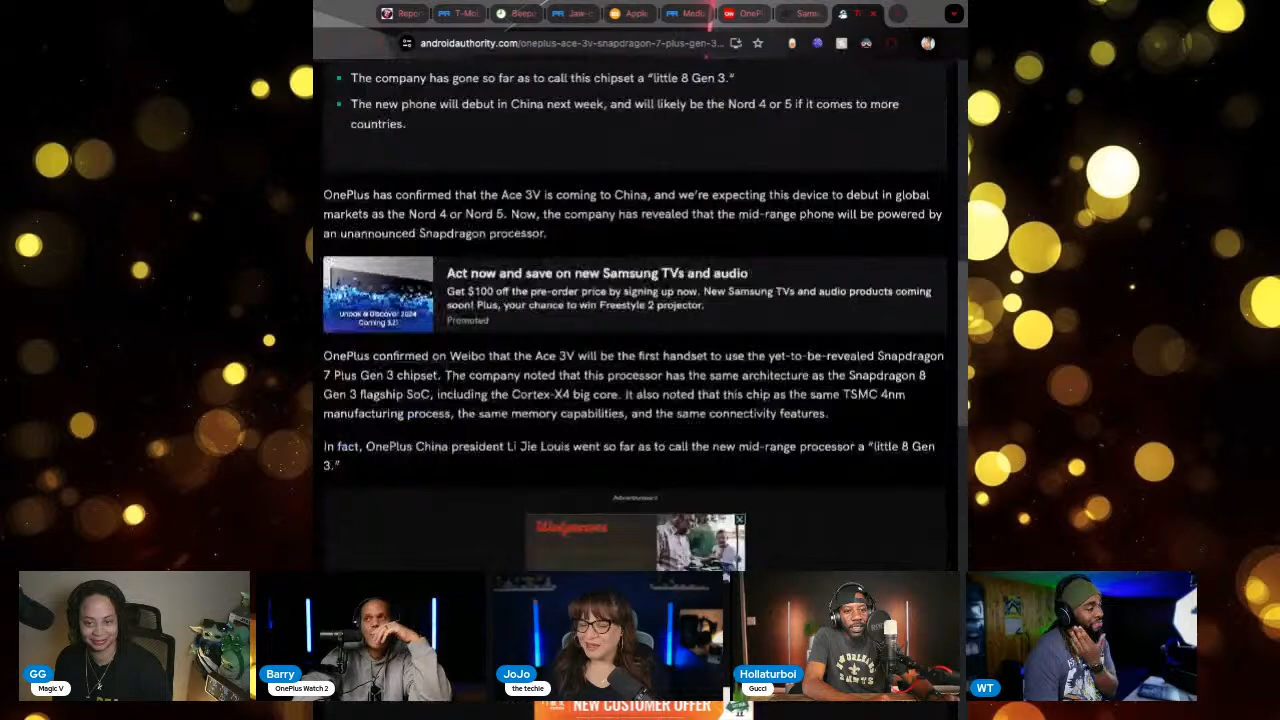 Repor
T-Mo
Beep
Jaw-
Apple
Medi
OneP
Sams
androidauthority.com/oneplus-ace-3v-snapdragon-7-plus-gen-3...
The company has gone so far as to call this chipset a “little 8 Gen 3.”
The new phone will debut in China next week, and will likely be the Nord 4 or 5 if it comes to more
countries.
OnePlus has confirmed that the Ace 3V is coming to China, and we’re expecting this device to debut in global
markets as the Nord 4 or Nord 5. Now, the company has revealed that the mid-range phone will be powered by
an unannounced Snapdragon processor.
Unbox & Discover 2024
Coming 3.21
Act now and save on new Samsung TVs and audio
Get $100 off the pre-order price by signing up now. New Samsung TVs and audio products coming
soon! Plus, your chance to win Freestyle 2 projector.
Promoted
OnePlus confirmed on Weibo that the Ace 3V will be the first handset to use the yet-to-be-revealed Snapdragon
7 Plus Gen 3 chipset. The company noted that this processor has the same architecture as the Snapdragon 8
Gen 3 flagship SoC, including the Cortex-X4 big core. It also noted that this chip as the same TSMC 4nm
manufacturing process, the same memory capabilities, and the same connectivity features.
In fact, OnePlus China president Li Jie Louis went so far as to call the new mid-range processor a “little 8 Gen
3.”
Advertisement
Walgreens
GG
Magic V
Barry
OnePlus Watch 2
JoJo
the techie
Hollaturboi
Gucci
WT
NEW CUSTOMER OFFER